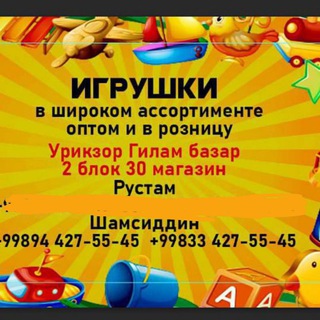 ИГРУШКИ
в широком ассортименте
оптом и в розницу
Урикзор Гилам базар
2 блок 30 магазин
Рустам
Шамсиддин
+99894 427-55-45 +99833 427-55-45
A
A